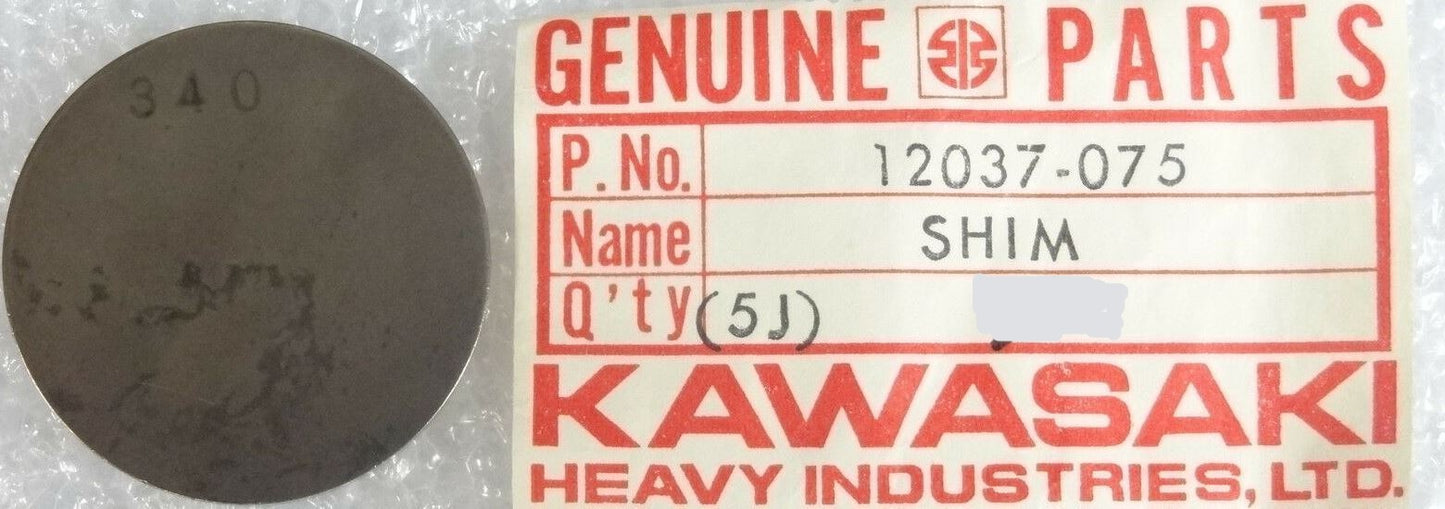 340
GENUINE PARTS
P. No. 12037-075
Name SHIM
Q'ty (5J)
KAWASAKI
HEAVY INDUSTRIES, LTD.